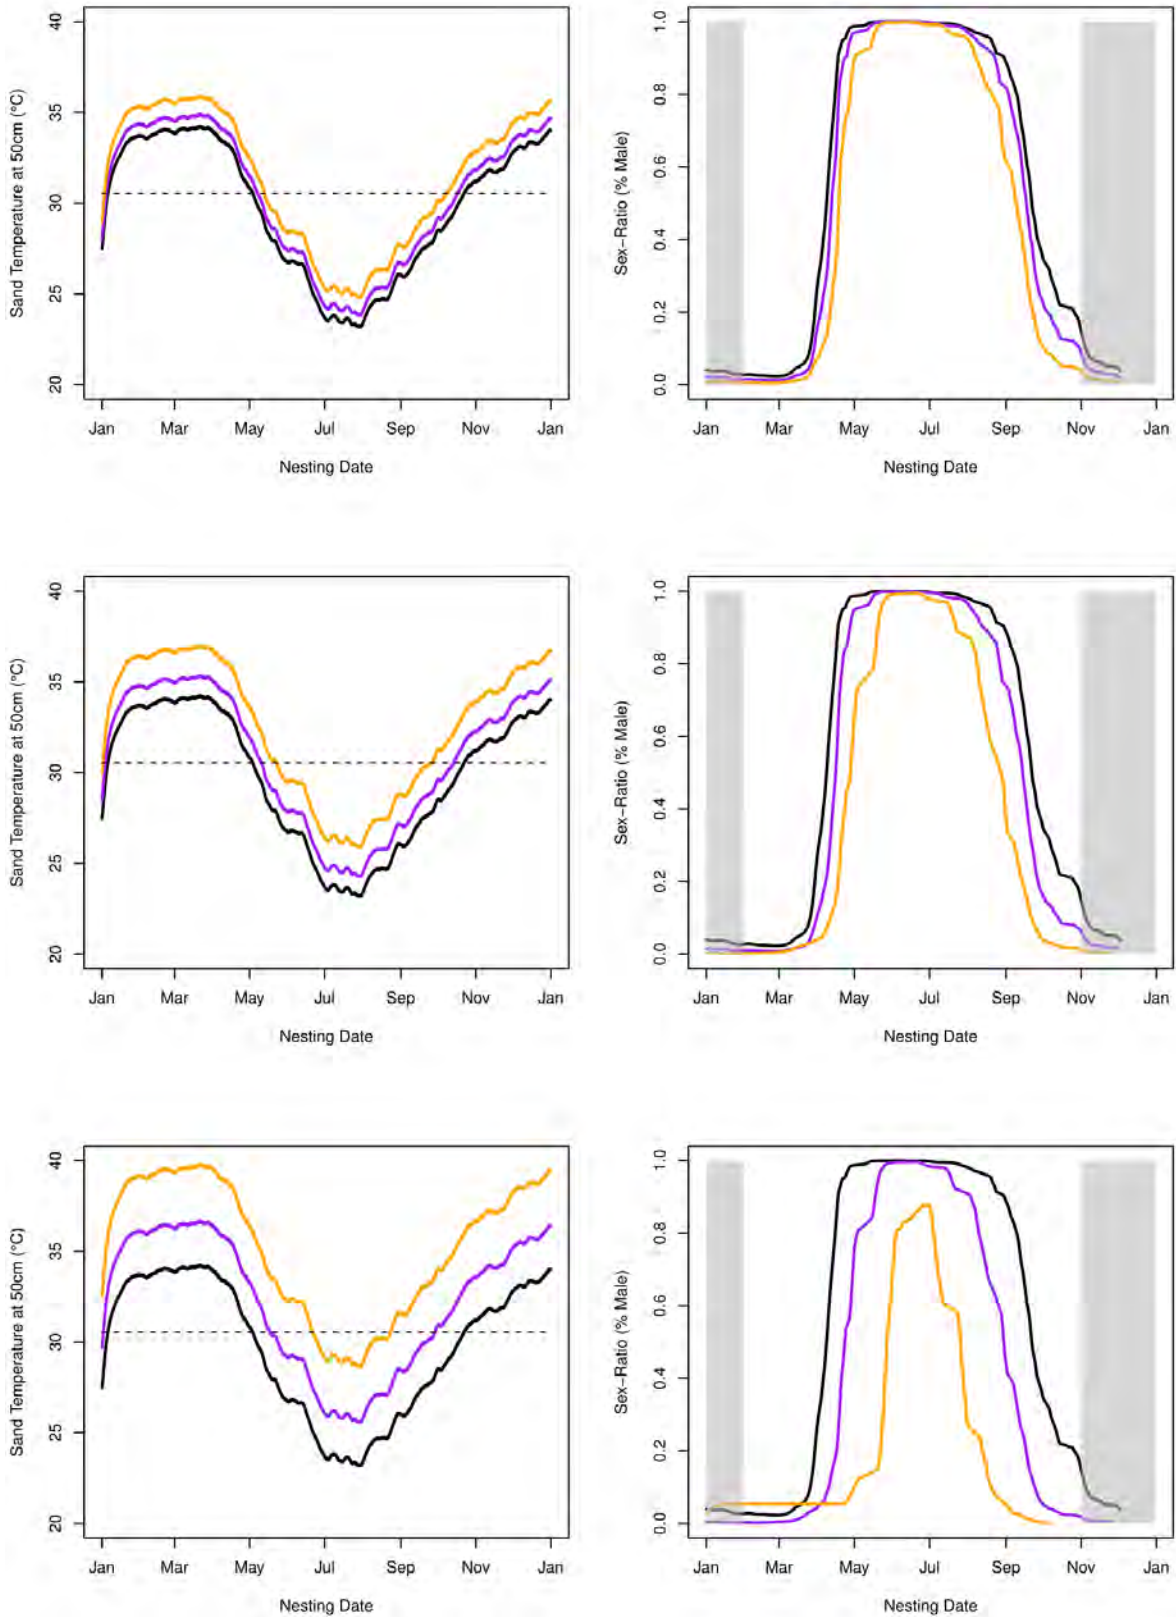 Sand Temperature at 50cm (°C)
40
35
30
25
20
Jan Mar May Jul Sep Nov Jan
Nesting Date
Sex−Ratio (% Male)
1.0
0.8
0.6
0.4
0.2
0.0
Jan Mar May Jul Sep Nov Jan
Nesting Date
Sand Temperature at 50cm (°C)
40
35
30
25
20
Jan Mar May Jul Sep Nov Jan
Nesting Date
Sex−Ratio (% Male)
1.0
0.8
0.6
0.4
0.2
0.0
Jan Mar May Jul Sep Nov Jan
Nesting Date
Sand Temperature at 50cm (°C)
40
35
30
25
20
Jan Mar May Jul Sep Nov Jan
Nesting Date
Sex−Ratio (% Male)
1.0
0.8
0.6
0.4
0.2
0.0
Jan Mar May Jul Sep Nov Jan
Nesting Date